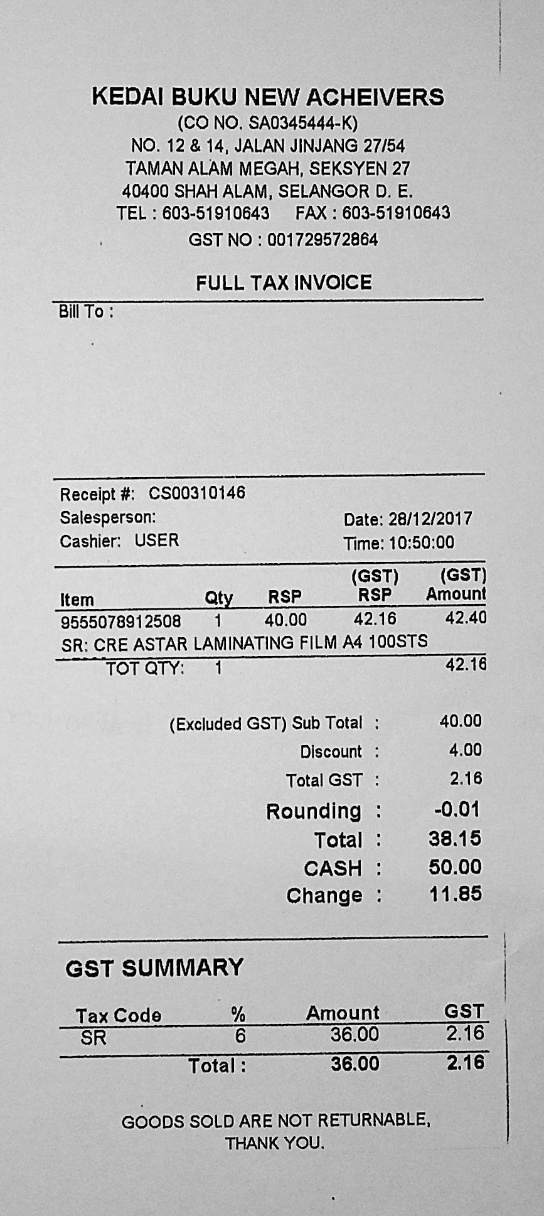 KEDAI BUKU NEW ACHEIVERS
(CO NO. SA0345444-K)
NO. 12 & 14, JALAN JINJANG 27/54
TAMAN ALAM MEGAH, SEKSYEN 27
40400 SHAH ALAM, SELANGOR D. E.
TEL : 603-51910643 FAX : 603-51910643
GST NO : 001729572864
FULL TAX INVOICE
Bill To :
Receipt #: CS00310146
Salesperson: Date: 28/12/2017
Cashier: USER Time: 10:50:00
(GST) (GST)
Item Qty RSP RSP Amount
9555078912508 1 40.00 42.16 42.40
SR: CRE ASTAR LAMINATING FILM A4 100STS
TOT QTY: 1 42.16
(Excluded GST) Sub Total : 40.00
Discount : 4.00
Total GST : 2.16
Rounding : -0.01
Total : 38.15
CASH : 50.00
Change : 11.85
GST SUMMARY
Tax Code % Amount GST
SR 6 36.00 2.16
Total : 36.00 2.16
GOODS SOLD ARE NOT RETURNABLE,
THANK YOU.